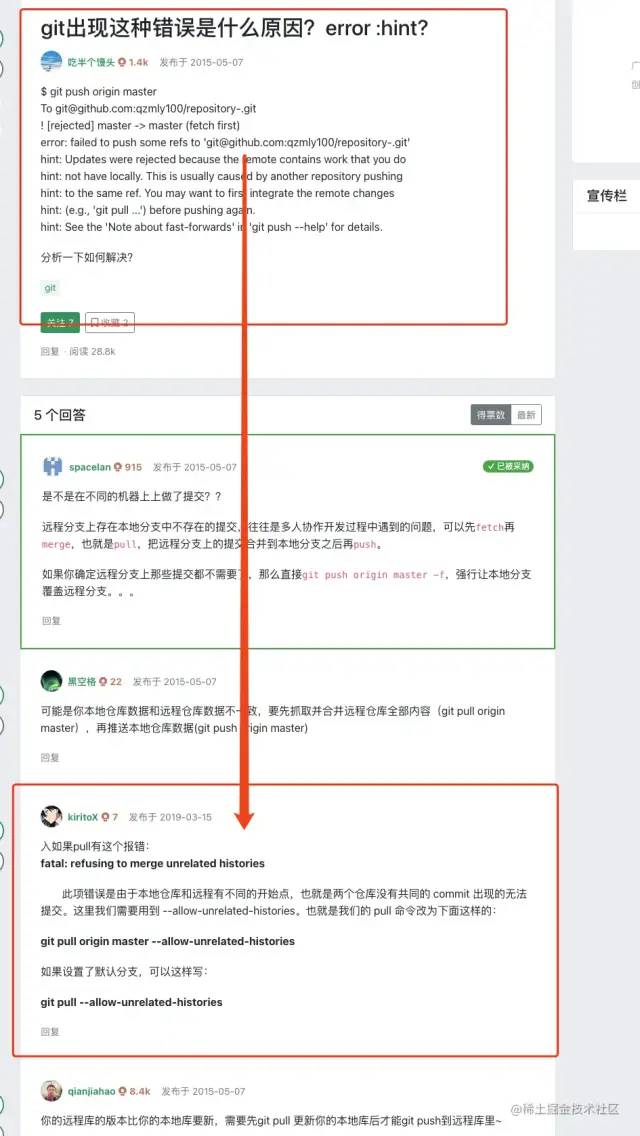 git出现这种错误是什么原因？error :hint?
吃半个馒头 1.4k 发布于 2015-05-07
$ git push origin master
To git@github.com:qzmly100/repository-.git
! [rejected] master -> master (fetch first)
error: failed to push some refs to 'git@github.com:qzmly100/repository-.git'
hint: Updates were rejected because the remote contains work that you do
hint: not have locally. This is usually caused by another repository pushing
hint: to the same ref. You may want to first integrate the remote changes
hint: (e.g., 'git pull ...') before pushing again.
hint: See the 'Note about fast-forwards' in 'git push --help' for details.
分析一下如何解决?
git
关注 7 收藏 2
回复 · 阅读 28.8k
宣传栏
5 个回答
得票数 最新
spacelan 915 发布于 2015-05-07
已被采纳
是不是在不同的机器上上做了提交？？
远程分支上存在本地分支中不存在的提交，往往是多人协作开发过程中遇到的问题，可以先fetch再
merge，也就是pull，把远程分支上的提交合并到本地分支之后再push。
如果你确定远程分支上那些提交都不需要了，那么直接git push origin master -f，强行让本地分支
覆盖远程分支。。。
回复
黑空格 22 发布于 2015-05-07
可能是你本地仓库数据和远程仓库数据不一致，要先抓取并合并远程仓库全部内容（git pull origin
master），再推送本地仓库数据(git push origin master)
回复
kiritoX 7 发布于 2019-03-15
入如果pull有这个报错：
fatal: refusing to merge unrelated histories
此项错误是由于本地仓库和远程有不同的开始点，也就是两个仓库没有共同的 commit 出现的无法
提交。这里我们需要用到 --allow-unrelated-histories。也就是我们的 pull 命令改为下面这样的：
git pull origin master --allow-unrelated-histories
如果设置了默认分支，可以这样写：
git pull --allow-unrelated-histories
回复
qianjiahao 8.4k 发布于 2015-05-07
你的远程库的版本比你的本地库要新，需要先git pull 更新你的本地库后才能git push到远程库里~
@稀土掘金技术社区